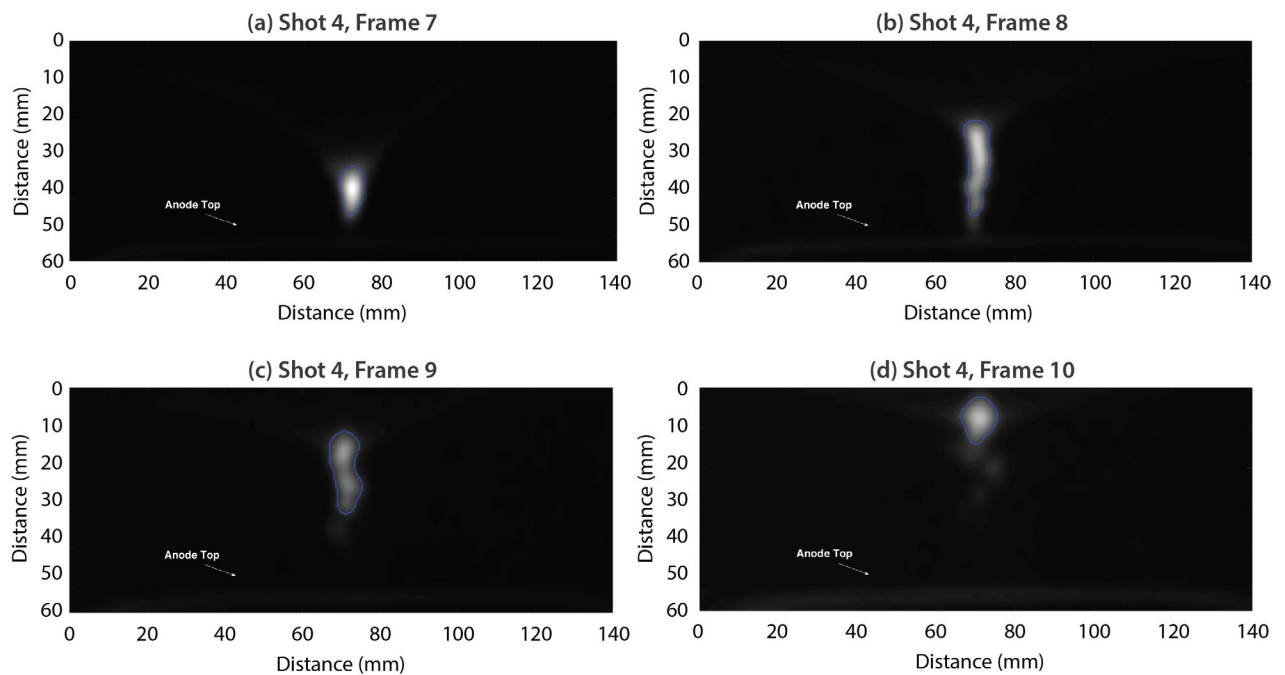 (a) Shot 4, Frame 7
0
10
20
30
40
50
60
Distance (mm)
Anode Top
0 20 40 60 80 100 120 140
Distance (mm)
(b) Shot 4, Frame 8
0
10
20
30
40
50
60
Distance (mm)
Anode Top
0 20 40 60 80 100 120 140
Distance (mm)
(c) Shot 4, Frame 9
0
10
20
30
40
50
60
Distance (mm)
Anode Top
0 20 40 60 80 100 120 140
Distance (mm)
(d) Shot 4, Frame 10
0
10
20
30
40
50
60
Distance (mm)
Anode Top
0 20 40 60 80 100 120 140
Distance (mm)